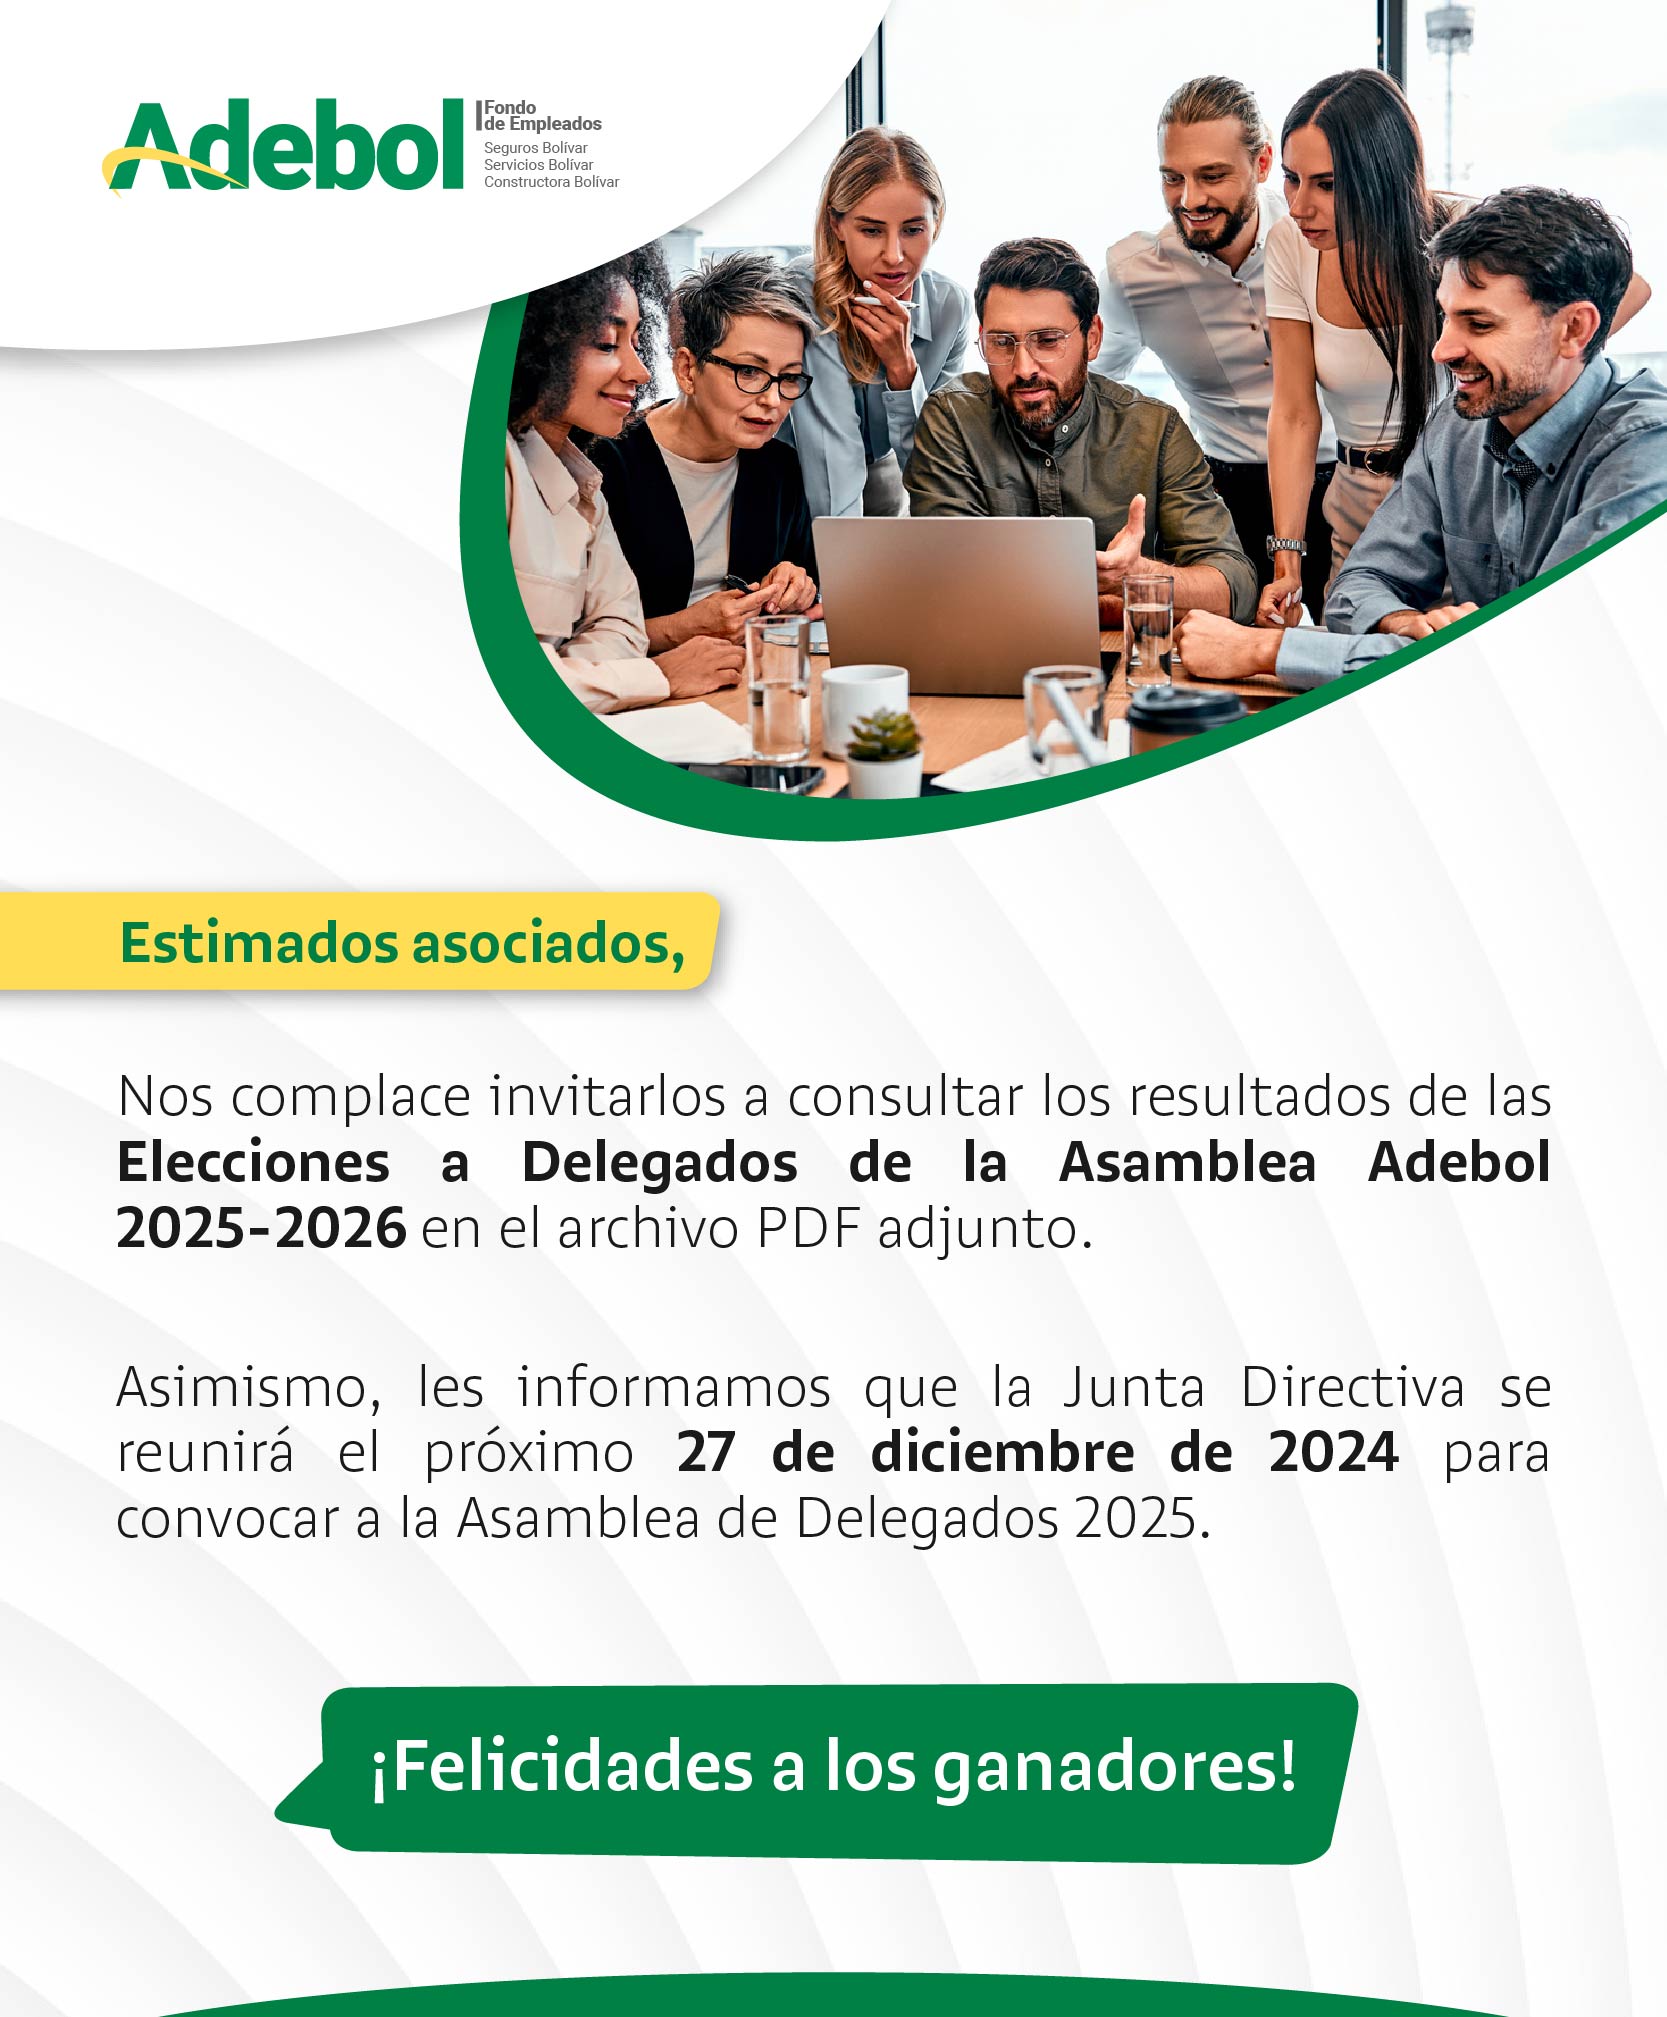 Adebol
Fondo
de Empleados
Seguros Bolívar
Servicios Bolívar
Constructora Bolívar
Estimados asociados,
Nos complace invitarlos a consultar los resultados de las
Elecciones a Delegados de la Asamblea Adebol
2025-2026 en el archivo PDF adjunto.
Asimismo, les informamos que la Junta Directiva se
reunirá el próximo 27 de diciembre de 2024 para
convocar a la Asamblea de Delegados 2025.
¡Felicidades a los ganadores!